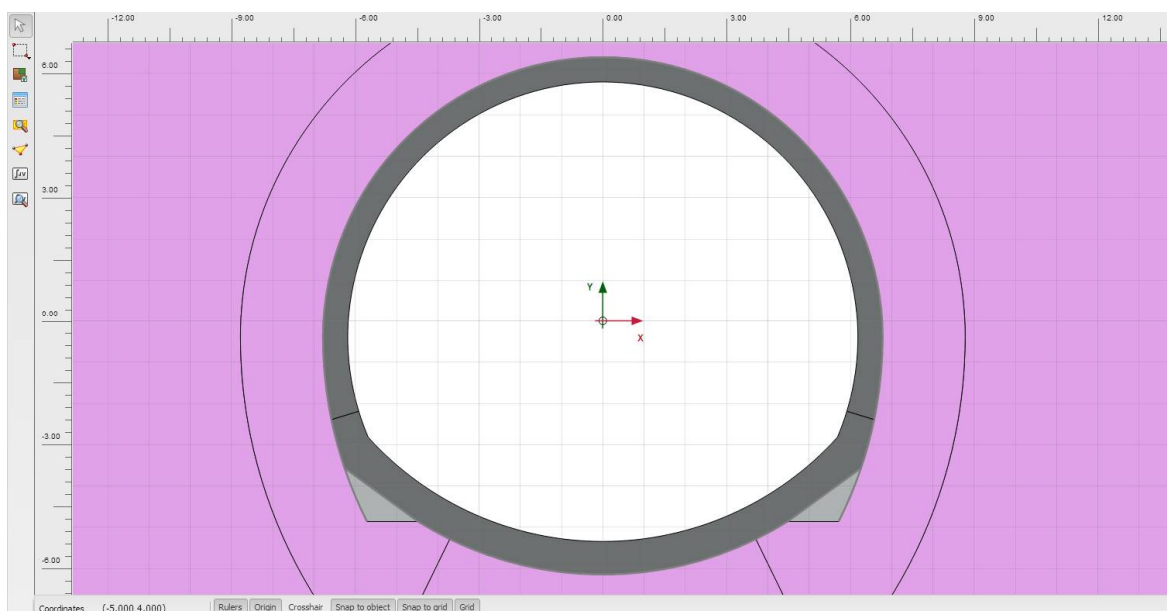 -12.00 -9.00 -6.00 -3.00 0.00 3.00 6.00 9.00 12.00
6.00
3.00
Y
0.00
X
-3.00
-6.00
Coordinates (-5.000 4.000) Rulers Origin Crosshair Snap to object Snap to grid Grid